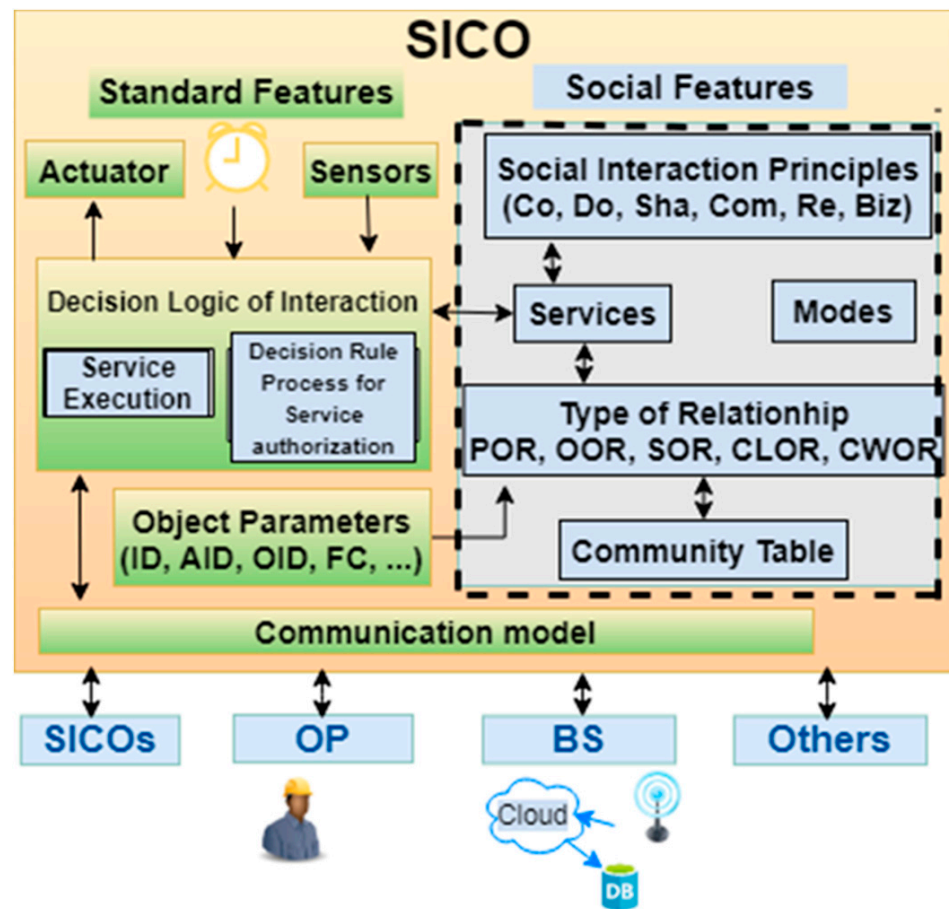 SICO
Standard Features
Social Features
Actuator
Sensors
Social Interaction Principles
(Co, Do, Sha, Com, Re, Biz)
Decision Logic of Interaction
Service
Execution
Decision Rule
Process for
Service
authorization
Services
Modes
Type of Relationhip
POR, OOR, SOR, CLOR, CWOR
Object Parameters
(ID, AID, OID, FC, ...)
Community Table
Communication model
SICOs
OP
BS
Others
Cloud
DB